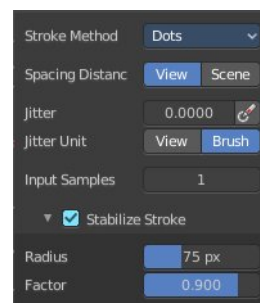 Stroke Method Dots
Spacing Distanc View Scene
Jitter 0.0000
Jitter Unit View Brush
Input Samples 1
Stabilize Stroke
Radius 75 px
Factor 0.900